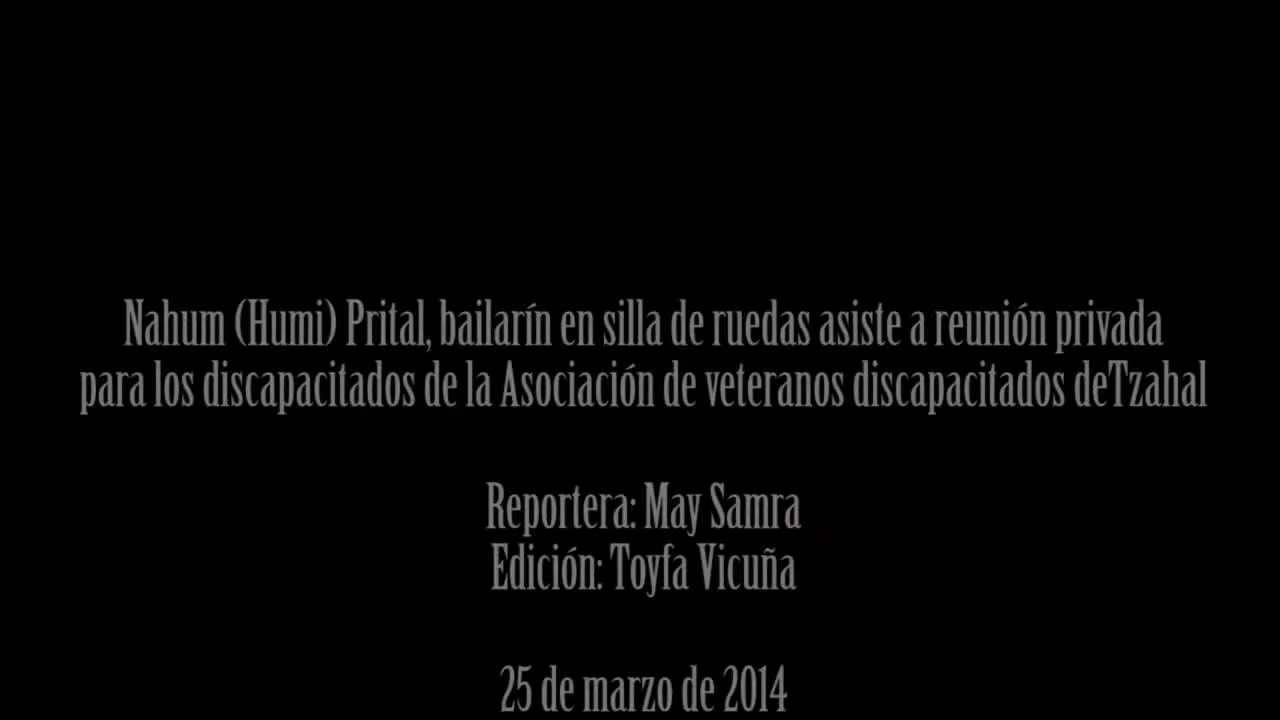 Nahum (Humi) Prital, bailarín en silla de ruedas asiste a reunión privada
para los discapacitados de la Asociación de veteranos discapacitados deTzahal
Reportera: May Samra
Edición: Toyfa Vicuña
25 de marzo de 2014